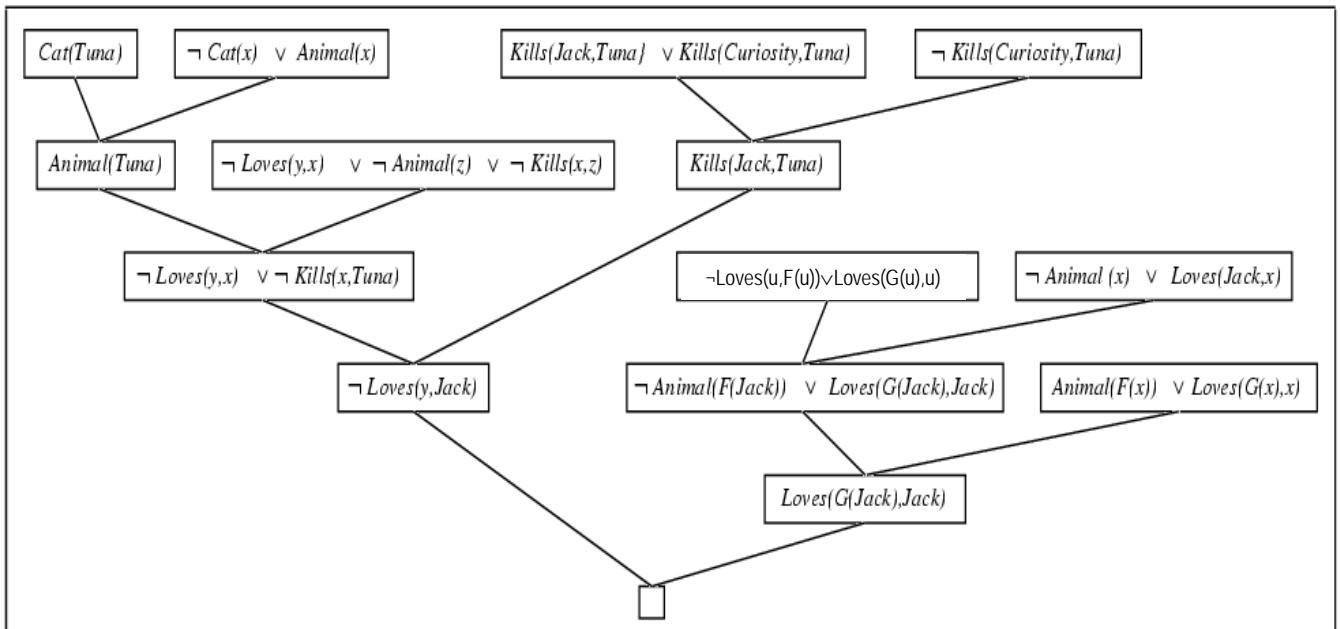 Cat(Tuna)
¬ Cat(x) ∨ Animal(x)
Kills(Jack,Tuna} ∨ Kills(Curiosity,Tuna)
¬ Kills(Curiosity,Tuna)
Animal(Tuna)
¬ Loves(y,x) ∨ ¬ Animal(z) ∨ ¬ Kills(x,z)
Kills(Jack,Tuna)
¬ Loves(y,x) ∨ ¬ Kills(x,Tuna)
¬Loves(u,F(u))∨Loves(G(u),u)
¬ Animal (x) ∨ Loves(Jack,x)
¬ Loves(y,Jack)
¬ Animal(F(Jack)) ∨ Loves(G(Jack),Jack)
Animal(F(x)) ∨ Loves(G(x),x)
Loves(G(Jack),Jack)